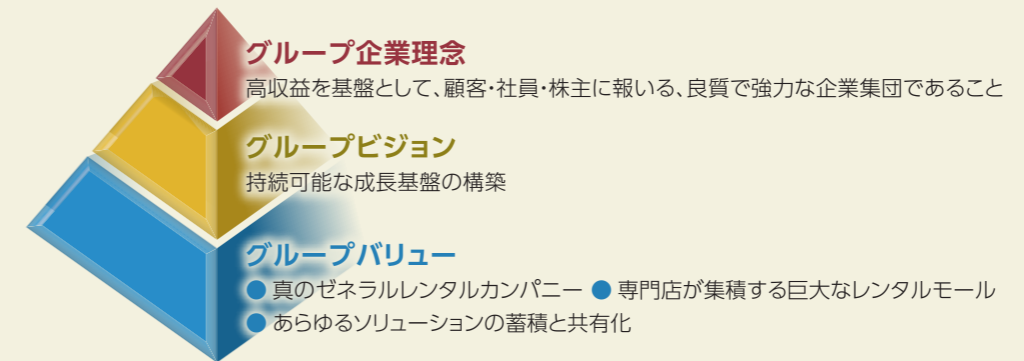 グループ企業理念
高収益を基盤として、顧客・社員・株主に報いる、良質で強力な企業集団であること
グループビジョン
持続可能な成長基盤の構築
グループバリュー
● 真のゼネラルレンタルカンパニー ● 専門店が集積する巨大なレンタルモール
● あらゆるソリューションの蓄積と共有化